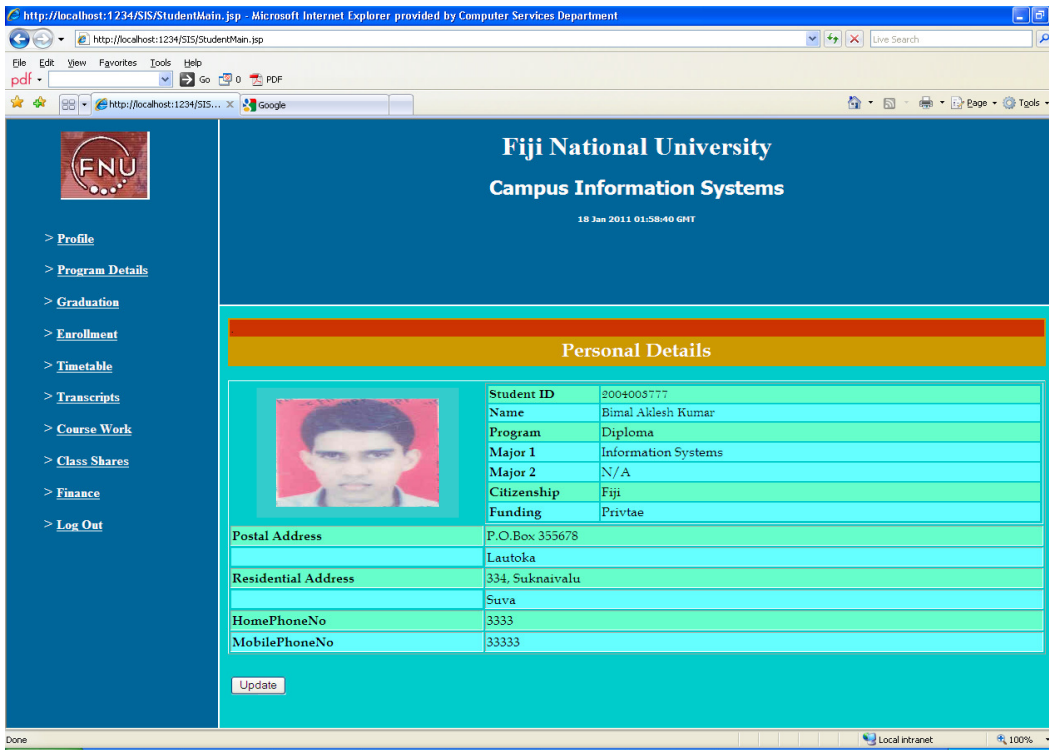 http://localhost:1234/SIS/StudentMain.jsp - Microsoft Internet Explorer provided by Computer Services Department
http://localhost:1234/SIS/StudentMain.jsp
Live Search
File Edit View Favorites Tools Help
pdf Go 0 PDF
http://localhost:1234/SIS... X Google Page Tools
FNU
Fiji National University
Campus Information Systems
18 Jan 2011 01:58:40 GMT
> Profile
> Program Details
> Graduation
> Enrollment
> Timetable
> Transcripts
> Course Work
> Class Shares
> Finance
> Log Out
Personal Details
Student ID 2004005777
Name Bimal Aklesh Kumar
Program Diploma
Major 1 Information Systems
Major 2 N/A
Citizenship Fiji
Funding Privtae
Postal Address P.O.Box 355678
Lautoka
Residential Address 334, Suknaivalu
Suva
HomePhoneNo 3333
MobilePhoneNo 33333
Update
Done Local intranet 100%